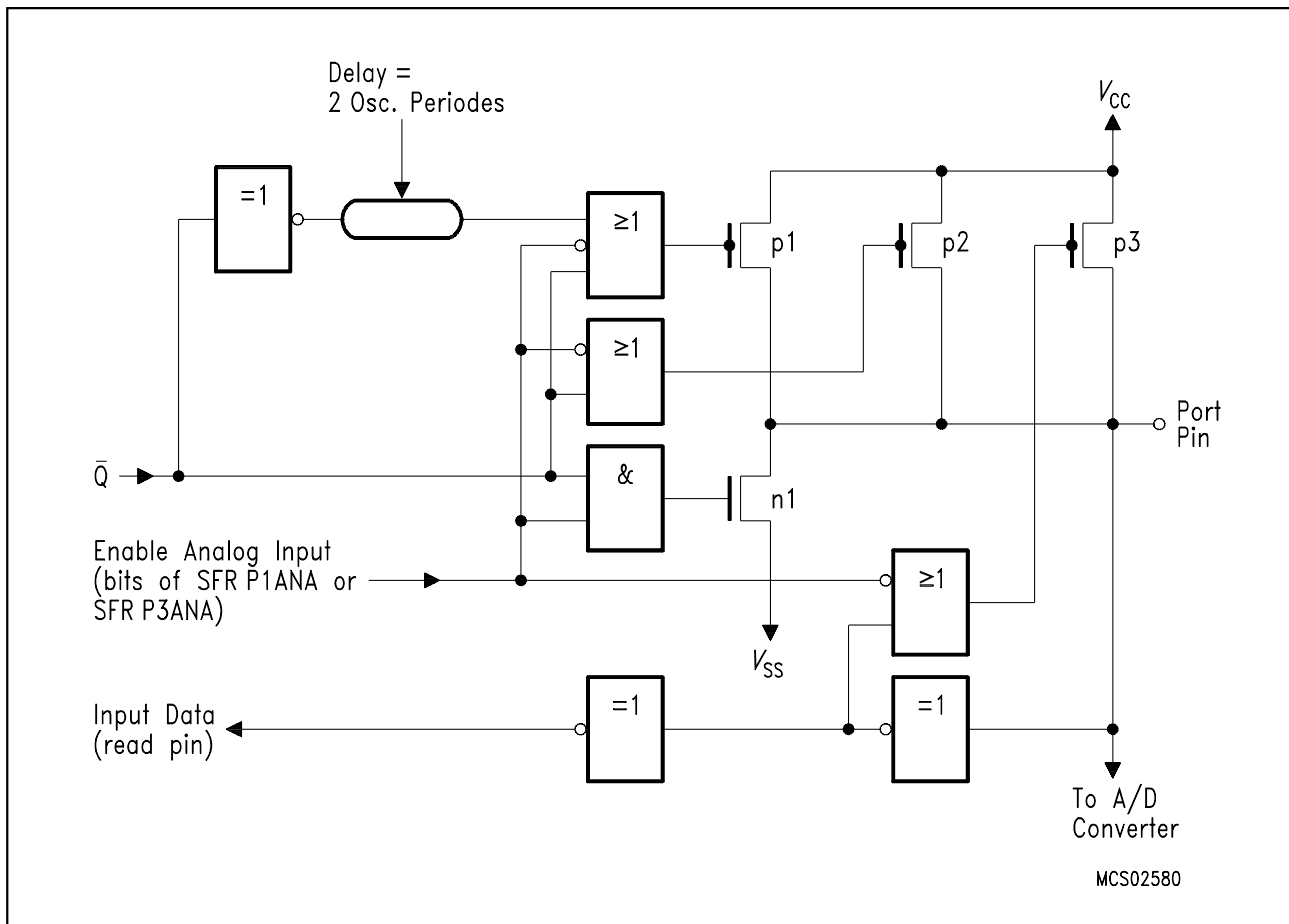 Delay =
2 Osc. Periodes
V_CC
=1
≥1
p1
p2
p3
≥1
Port
Pin
Q̄
&
n1
Enable Analog Input
(bits of SFR P1ANA or
SFR P3ANA)
≥1
V_SS
Input Data
(read pin)
=1
=1
To A/D
Converter
MCS02580